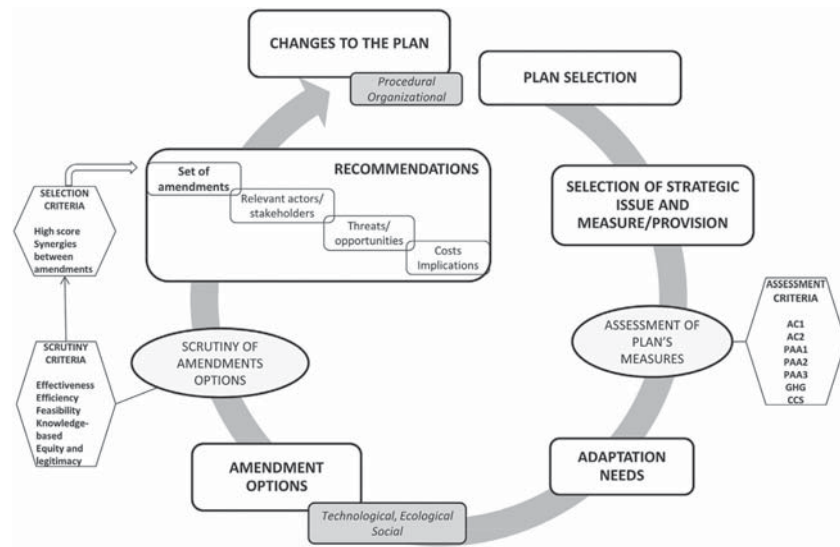 CHANGES TO THE PLAN
Procedural
Organizational
PLAN SELECTION
SELECTION OF STRATEGIC
ISSUE AND
MEASURE/PROVISION
ASSESSMENT OF
PLAN'S
MEASURES
ASSESSMENT
CRITERIA
AC1
AC2
PAA1
PAA2
PAA3
GHG
CCS
ADAPTATION
NEEDS
Technological, Ecological
Social
AMENDMENT
OPTIONS
SCRUTINY OF
AMENDMENTS
OPTIONS
SCRUTINY
CRITERIA
Effectiveness
Efficiency
Feasibility
Knowledge-
based
Equity and
legitimacy
SELECTION
CRITERIA
High score
Synergies
between
amendments
RECOMMENDATIONS
Set of
amendments
Relevant actors/
stakeholders
Threats/
opportunities
Costs
Implications